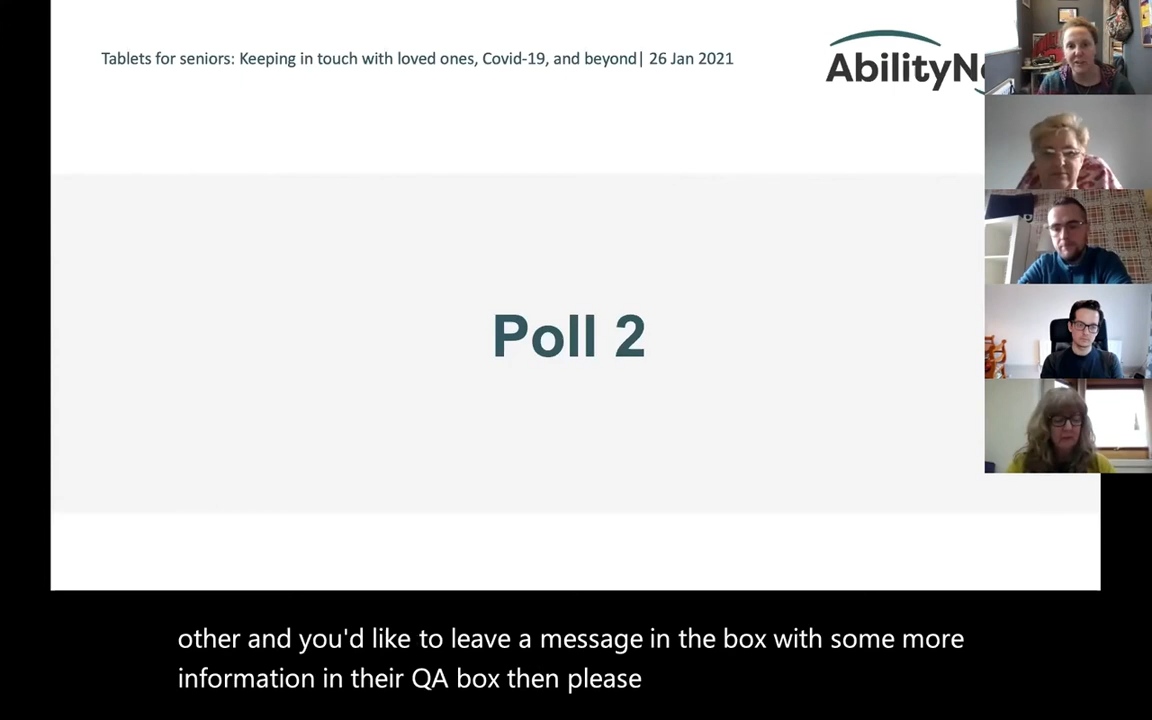 Tablets for seniors: Keeping in touch with loved ones, Covid-19, and beyond| 26 Jan 2021
Poll 2
other and you'd like to leave a message in the box with some more
information in their QA box then please